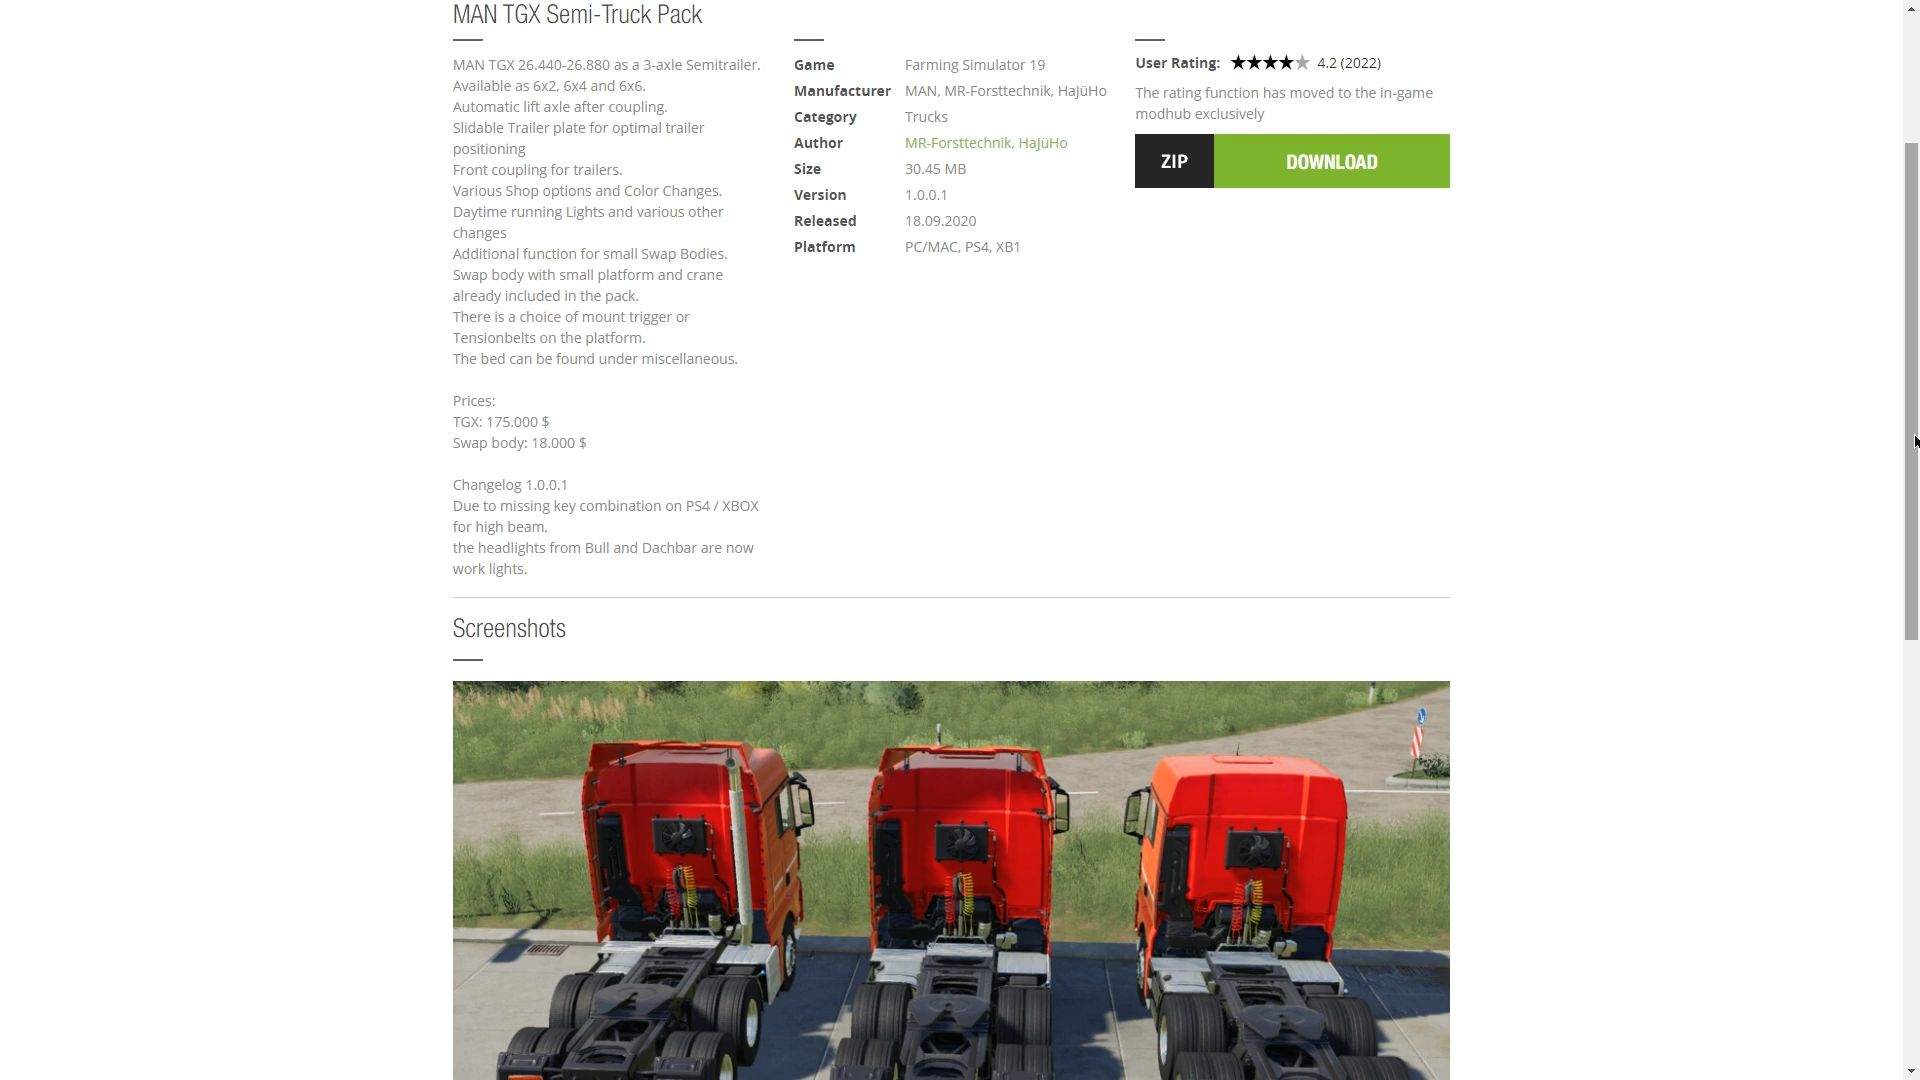 MAN TGX Semi-Truck Pack
MAN TGX 26.440-26.880 as a 3-axle Semitrailer.
Available as 6x2, 6x4 and 6x6.
Automatic lift axle after coupling.
Slidable Trailer plate for optimal trailer
positioning
Front coupling for trailers.
Various Shop options and Color Changes.
Daytime running Lights and various other
changes
Additional function for small Swap Bodies.
Swap body with small platform and crane
already included in the pack.
There is a choice of mount trigger or
Tensionbelts on the platform.
The bed can be found under miscellaneous.
Prices:
TGX: 175.000 $
Swap body: 18.000 $
Changelog 1.0.0.1
Due to missing key combination on PS4 / XBOX
for high beam,
the headlights from Bull and Dachbar are now
work lights.
Game Farming Simulator 19
Manufacturer MAN, MR-Forsttechnik, HaJüHo
Category Trucks
Author MR-Forsttechnik, HaJüHo
Size 30.45 MB
Version 1.0.0.1
Released 18.09.2020
Platform PC/MAC, PS4, XB1
User Rating: 4.2 (2022)
The rating function has moved to the in-game
modhub exclusively
ZIP DOWNLOAD
Screenshots